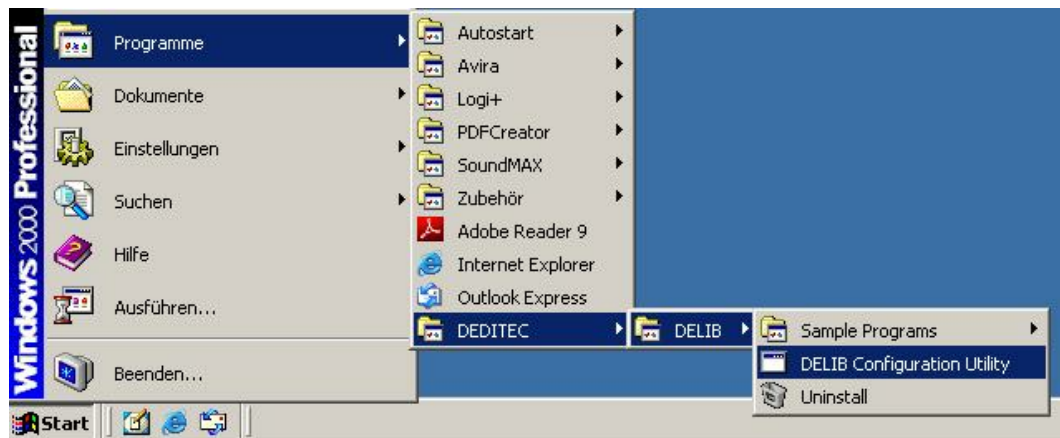 Windows 2000 Professional
Programme
Dokumente
Einstellungen
Suchen
Hilfe
Ausführen...
Beenden...
Autostart
Avira
Logi+
PDFCreator
SoundMAX
Zubehör
Adobe Reader 9
Internet Explorer
Outlook Express
DEDITEC
DELIB
Sample Programs
DELIB Configuration Utility
Uninstall
Start